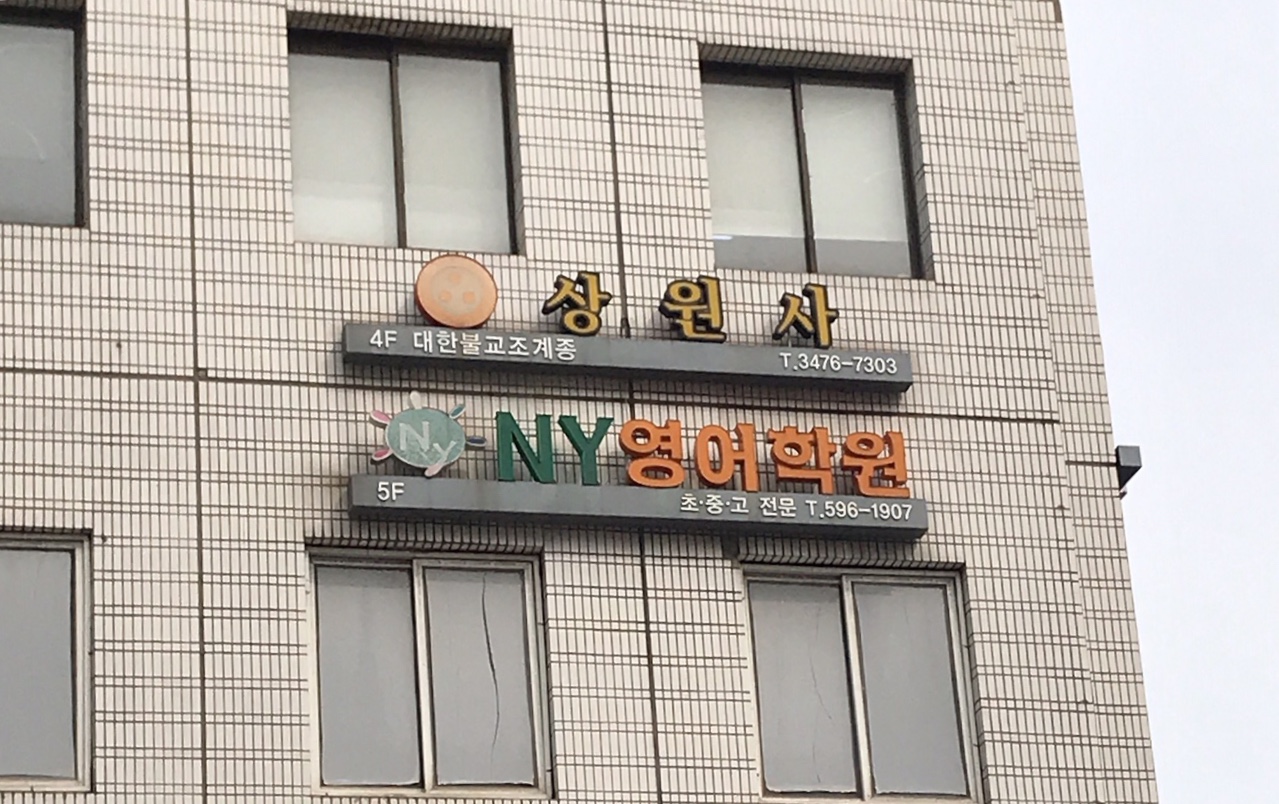 상원사
4F 대한불교조계종 T.3476-7303
Ny NY영어학원
5F 초·중·고 전문 T.596-1907